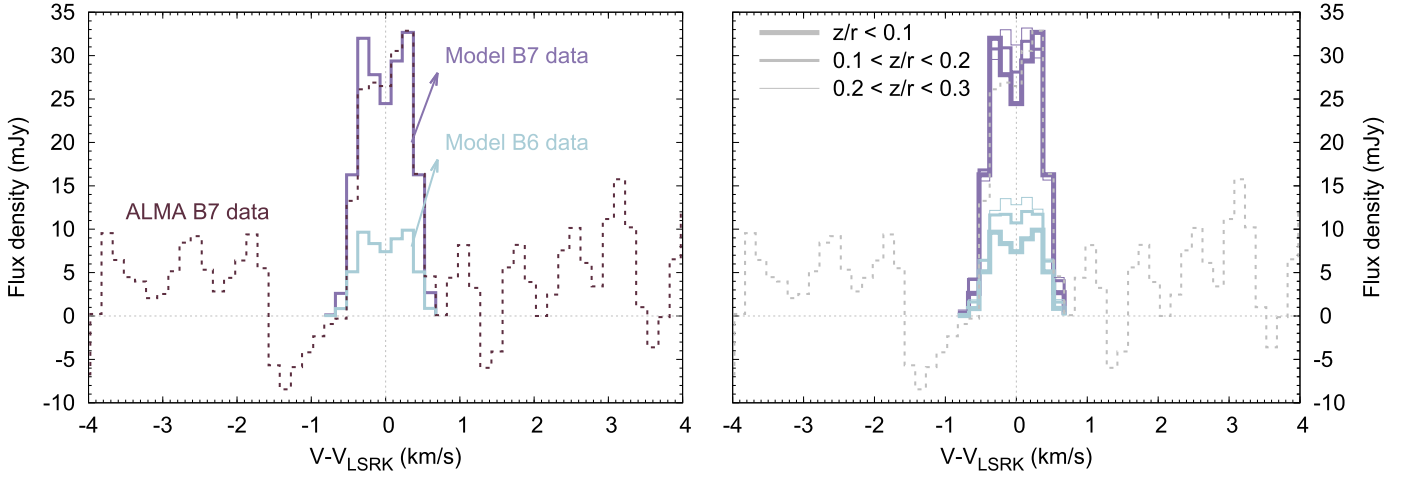 35
30
25
20
15
10
5
0
-5
-10
Flux density (mJy)
Model B7 data
Model B6 data
ALMA B7 data
-4 -3 -2 -1 0 1 2 3 4
V-V_LSRK (km/s)
z/r < 0.1
0.1 < z/r < 0.2
0.2 < z/r < 0.3
35
30
25
20
15
10
5
0
-5
-10
Flux density (mJy)
-4 -3 -2 -1 0 1 2 3 4
V-V_LSRK (km/s)